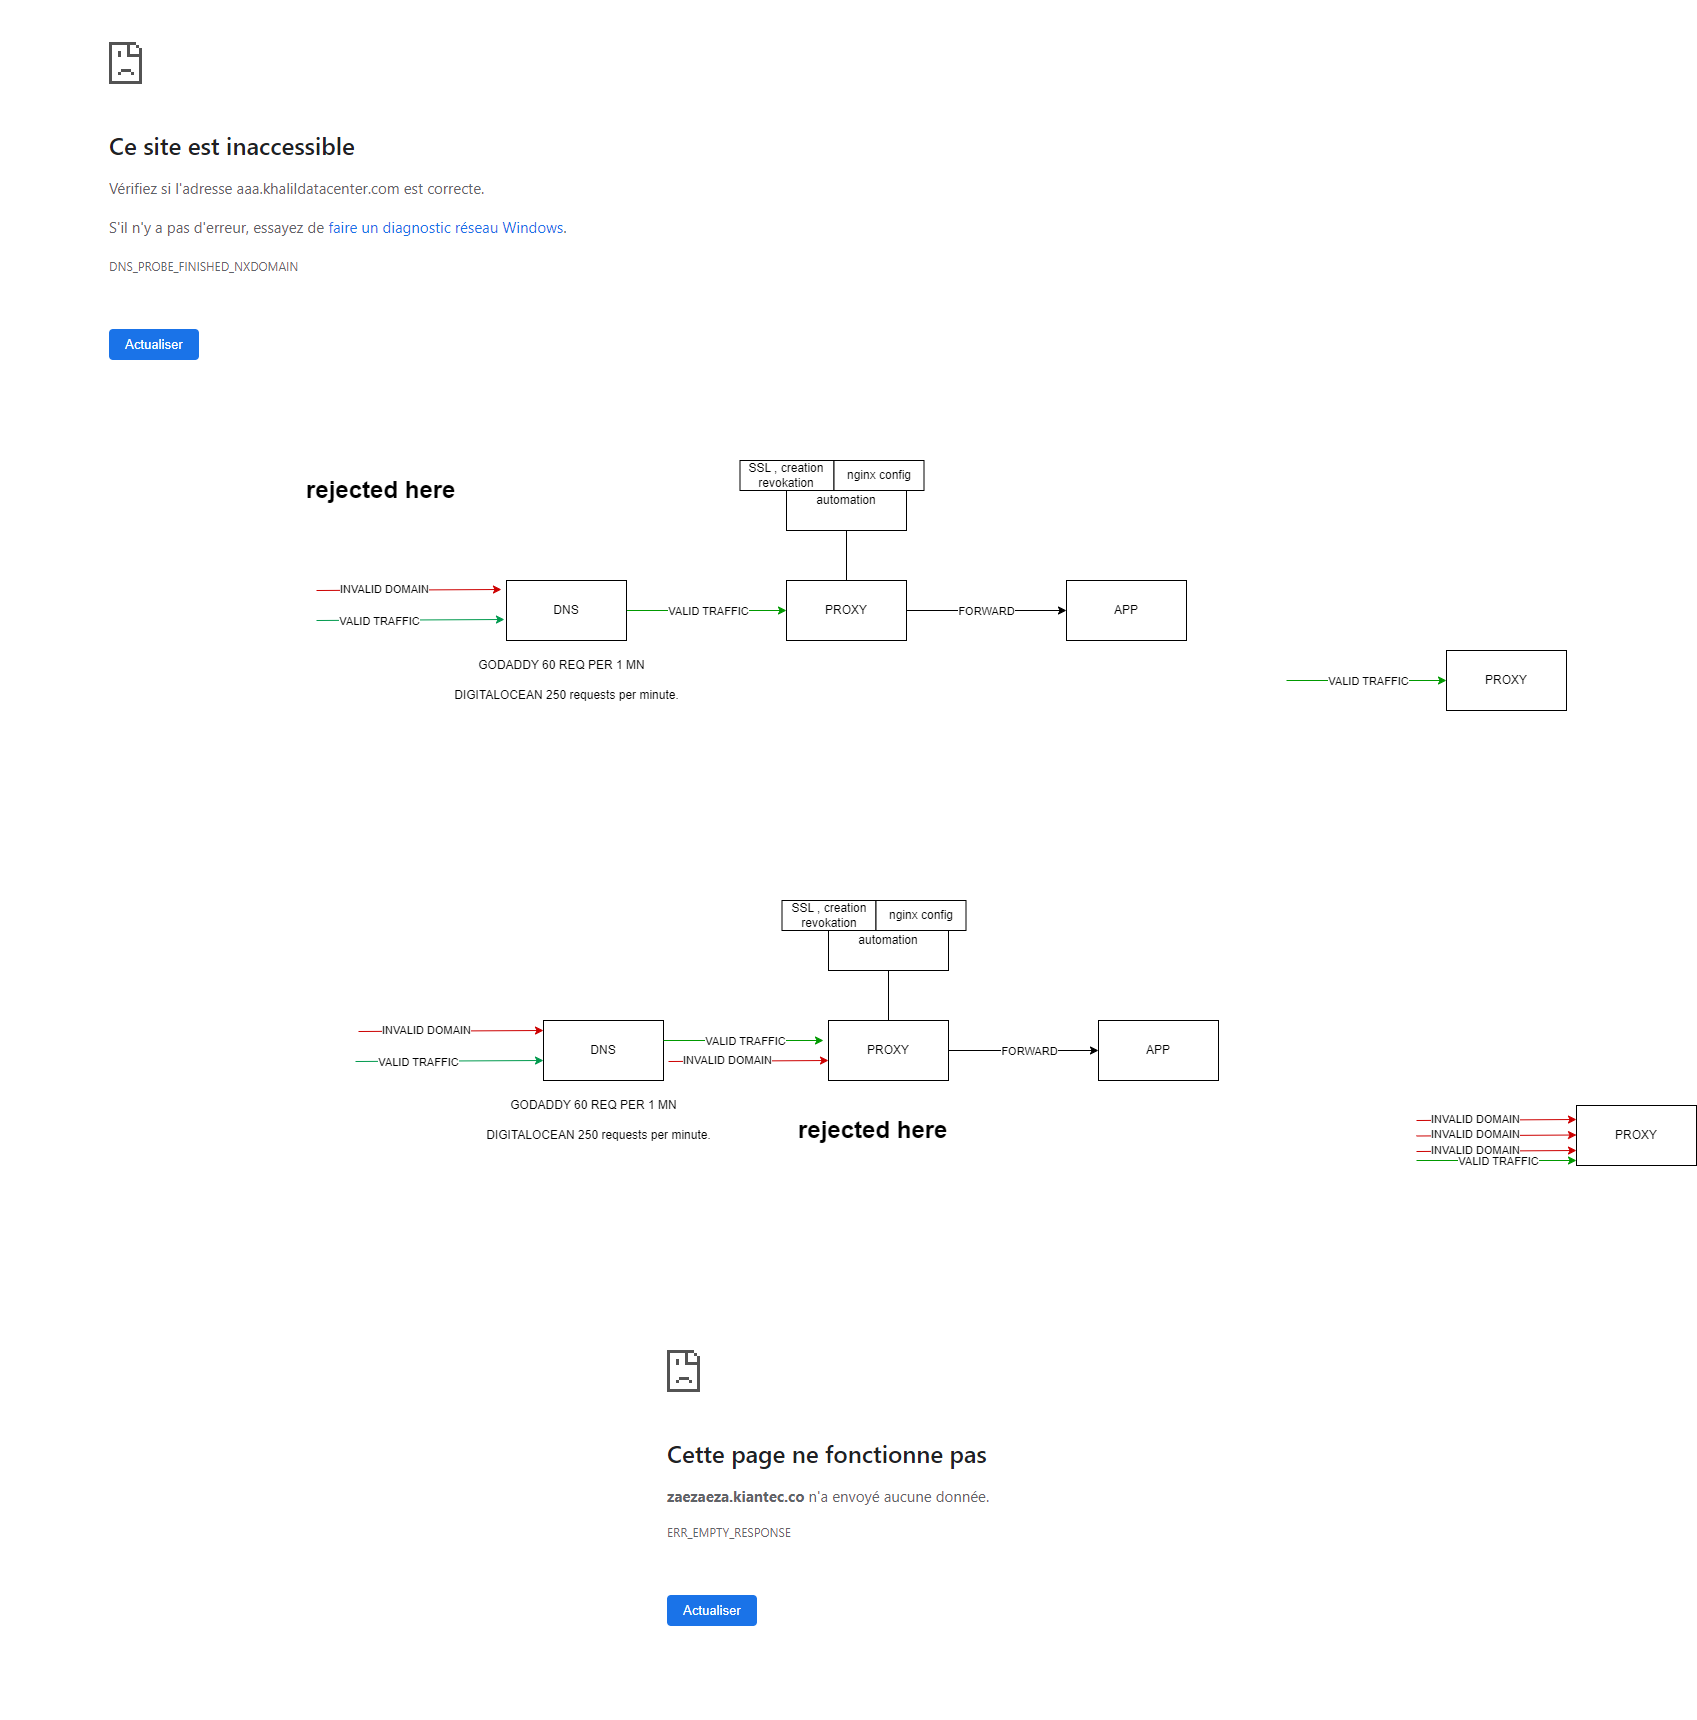 Ce site est inaccessible
Vérifiez si l'adresse aaa.khalildatacenter.com est correcte.
S'il n'y a pas d'erreur, essayez de faire un diagnostic réseau Windows.
DNS_PROBE_FINISHED_NXDOMAIN
Actualiser
rejected here
SSL , creation
revokation
nginx config
automation
INVALID DOMAIN
VALID TRAFFIC
DNS
VALID TRAFFIC
PROXY
FORWARD
APP
GODADDY 60 REQ PER 1 MN
DIGITALOCEAN 250 requests per minute.
VALID TRAFFIC
PROXY
SSL , creation
revokation
nginx config
automation
INVALID DOMAIN
VALID TRAFFIC
DNS
VALID TRAFFIC
INVALID DOMAIN
PROXY
FORWARD
APP
GODADDY 60 REQ PER 1 MN
DIGITALOCEAN 250 requests per minute.
rejected here
INVALID DOMAIN
INVALID DOMAIN
INVALID DOMAIN
VALID TRAFFIC
PROXY
Cette page ne fonctionne pas
zaezaeza.kiantec.co n'a envoyé aucune donnée.
ERR_EMPTY_RESPONSE
Actualiser